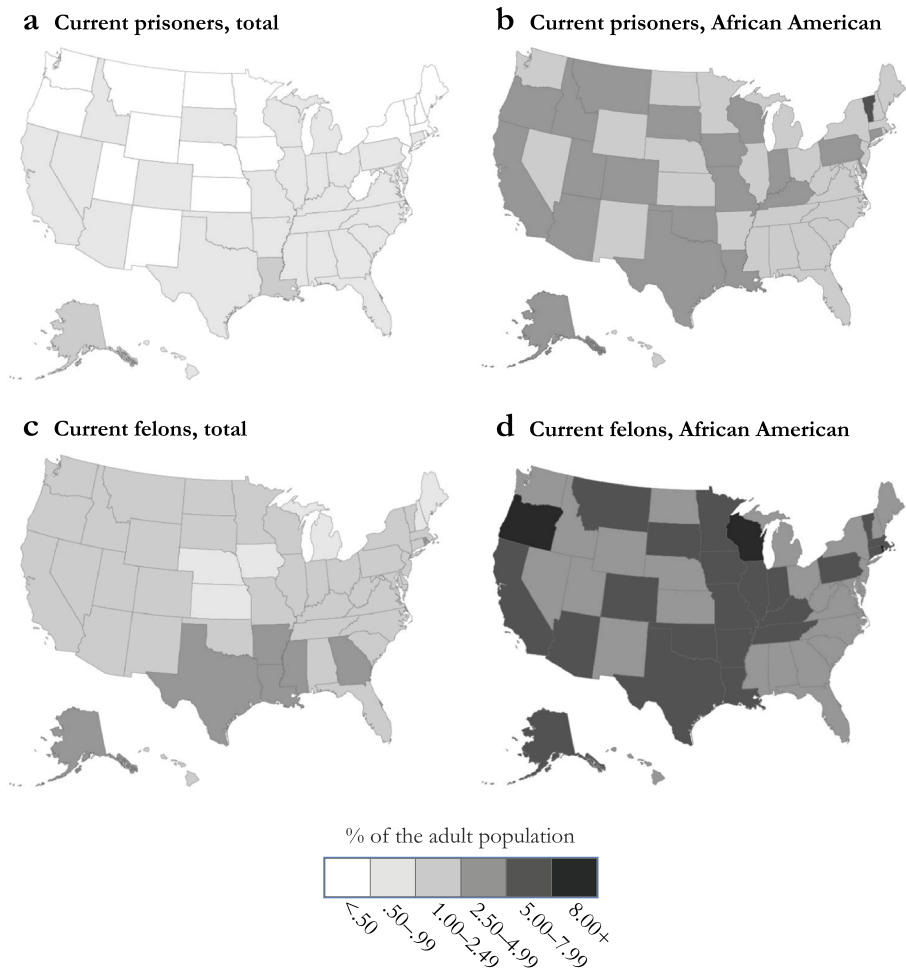 a Current prisoners, total
b Current prisoners, African American
c Current felons, total
d Current felons, African American
% of the adult population
<.50
.50–.99
1.00–2.49
2.50–4.99
5.00–7.99
8.00+